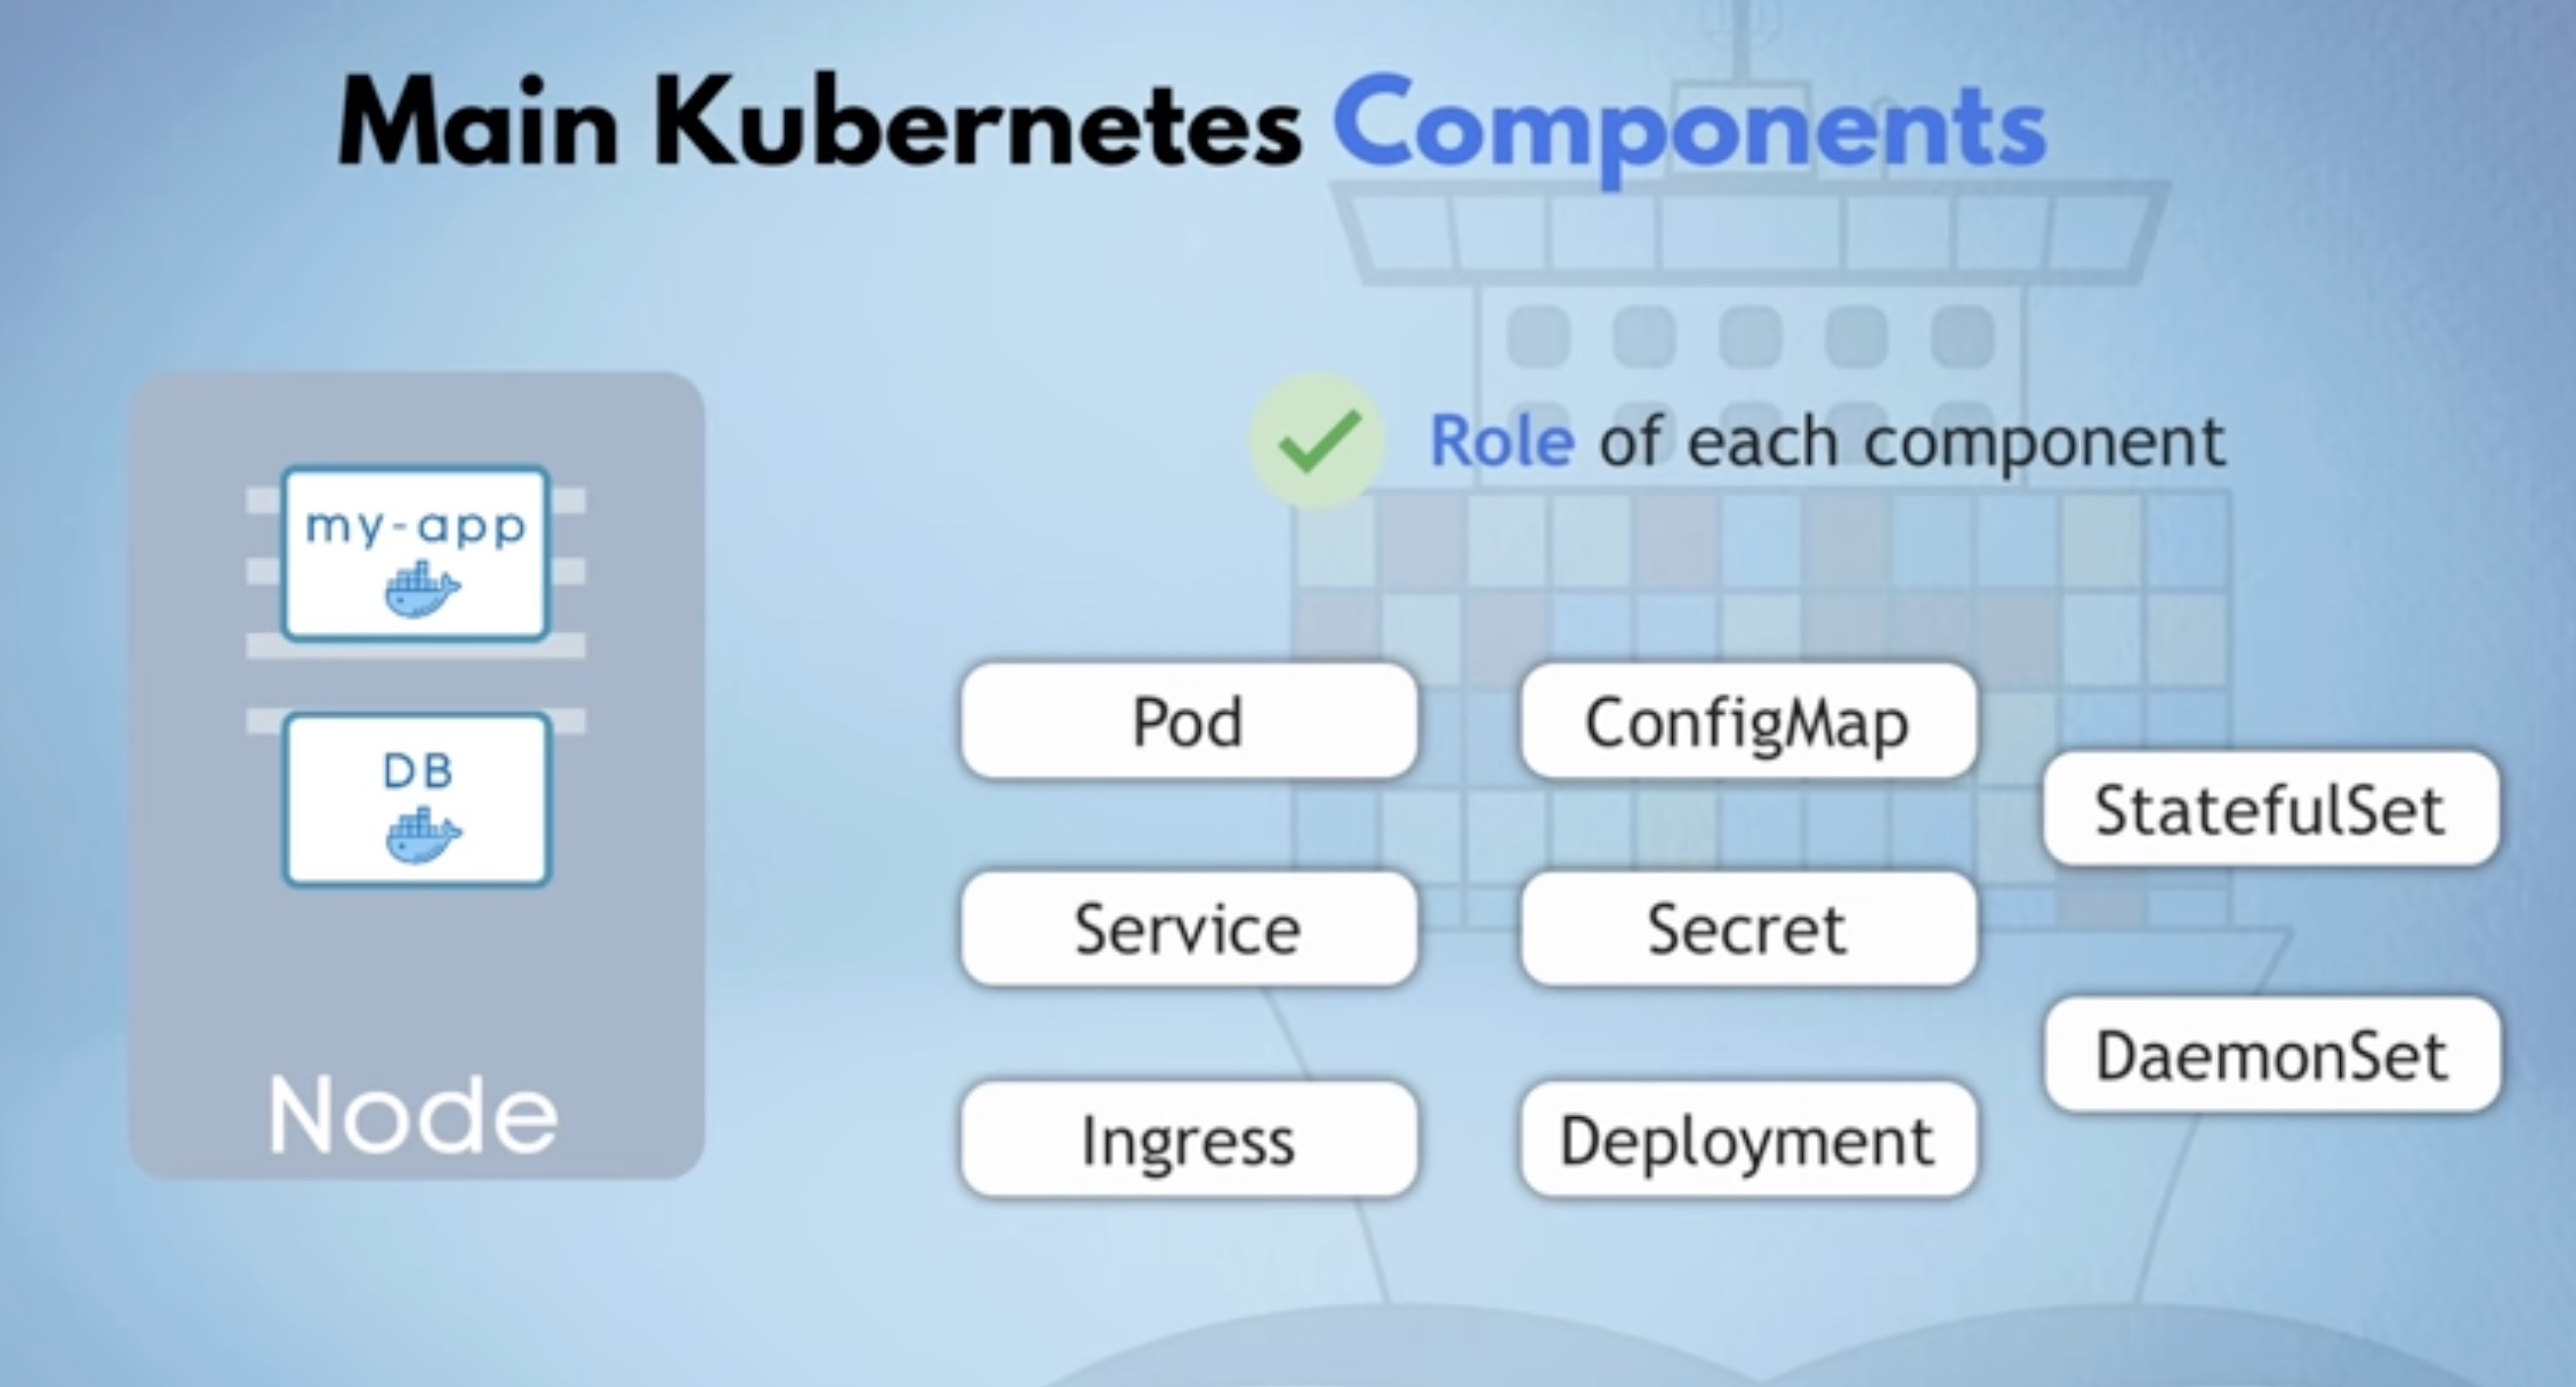 Main Kubernetes Components
my-app
DB
Node
Role of each component
Pod
ConfigMap
StatefulSet
Service
Secret
DaemonSet
Ingress
Deployment